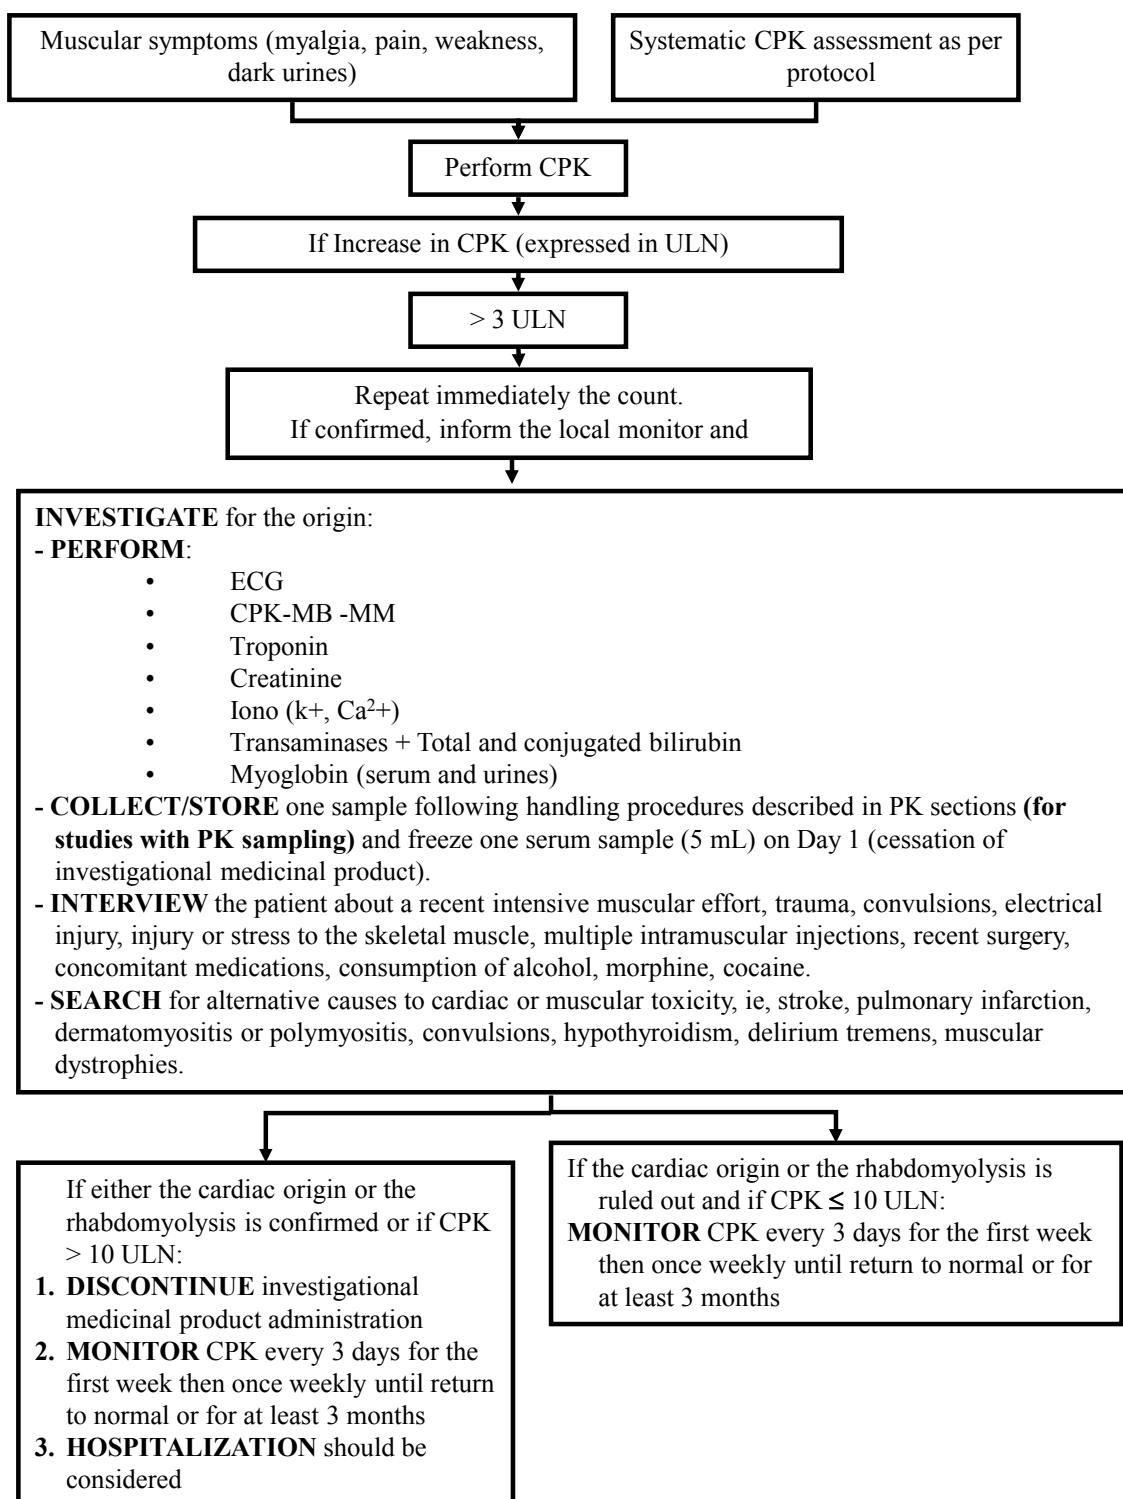 Muscular symptoms (myalgia, pain, weakness,
dark urines)
Systematic CPK assessment as per
protocol
Perform CPK
If Increase in CPK (expressed in ULN)
> 3 ULN
Repeat immediately the count.
If confirmed, inform the local monitor and
INVESTIGATE for the origin:
- PERFORM:
• ECG
• CPK-MB -MM
• Troponin
• Creatinine
• Iono (k+, Ca²+)
• Transaminases + Total and conjugated bilirubin
• Myoglobin (serum and urines)
- COLLECT/STORE one sample following handling procedures described in PK sections (for
studies with PK sampling) and freeze one serum sample (5 mL) on Day 1 (cessation of
investigational medicinal product).
- INTERVIEW the patient about a recent intensive muscular effort, trauma, convulsions, electrical
injury, injury or stress to the skeletal muscle, multiple intramuscular injections, recent surgery,
concomitant medications, consumption of alcohol, morphine, cocaine.
- SEARCH for alternative causes to cardiac or muscular toxicity, ie, stroke, pulmonary infarction,
dermatomyositis or polymyositis, convulsions, hypothyroidism, delirium tremens, muscular
dystrophies.
If either the cardiac origin or the
rhabdomyolysis is confirmed or if CPK
> 10 ULN:
1. DISCONTINUE investigational
medicinal product administration
2. MONITOR CPK every 3 days for the
first week then once weekly until return
to normal or for at least 3 months
3. HOSPITALIZATION should be
considered
If the cardiac origin or the rhabdomyolysis is
ruled out and if CPK ≤ 10 ULN:
MONITOR CPK every 3 days for the first week
then once weekly until return to normal or for
at least 3 months